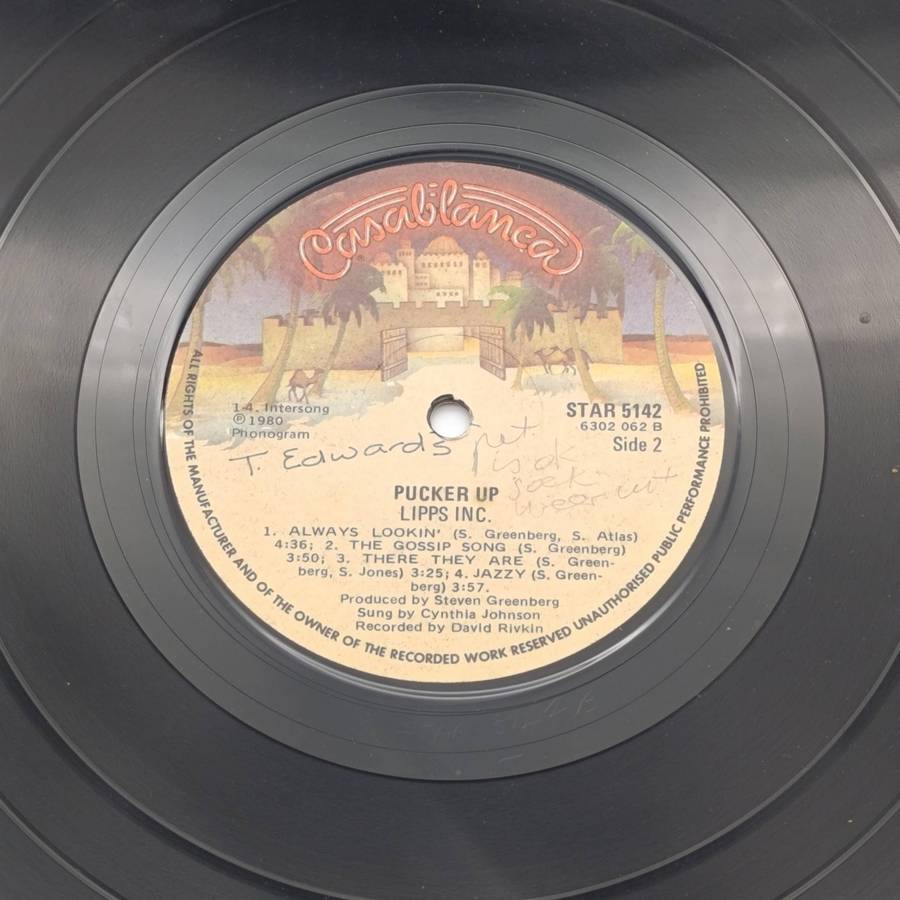 Casablanca
1-4. Intersong
℗ 1980
Phonogram
STAR 5142
6302 062 B
Side 2
T. Edwards
is ok
wear
PUCKER UP
LIPPS INC.
1. ALWAYS LOOKIN' (S. Greenberg, S. Atlas)
4:36; 2. THE GOSSIP SONG (S. Greenberg)
3:50; 3. THERE THEY ARE (S. Green-
berg, S. Jones) 3:25; 4. JAZZY (S. Green-
berg) 3:57.
Produced by Steven Greenberg
Sung by Cynthia Johnson
Recorded by David Rivkin
ALL RIGHTS OF THE MANUFACTURER AND OF THE OWNER OF THE RECORDED WORK RESERVED UNAUTHORISED PUBLIC PERFORMANCE PROHIBITED